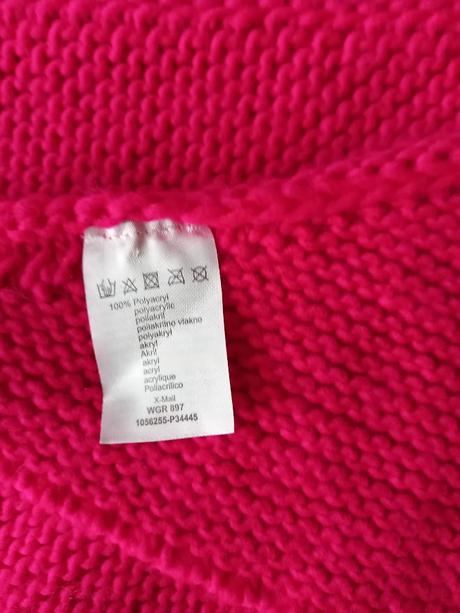 100% Polyacryl
polyacrylic
poliakril
poliakrilno vlakno
polyakryl
akryl
Akril
akryl
acryl
acrylique
Poliacrilico
X-Mail
WGR 897
1056255-P34445